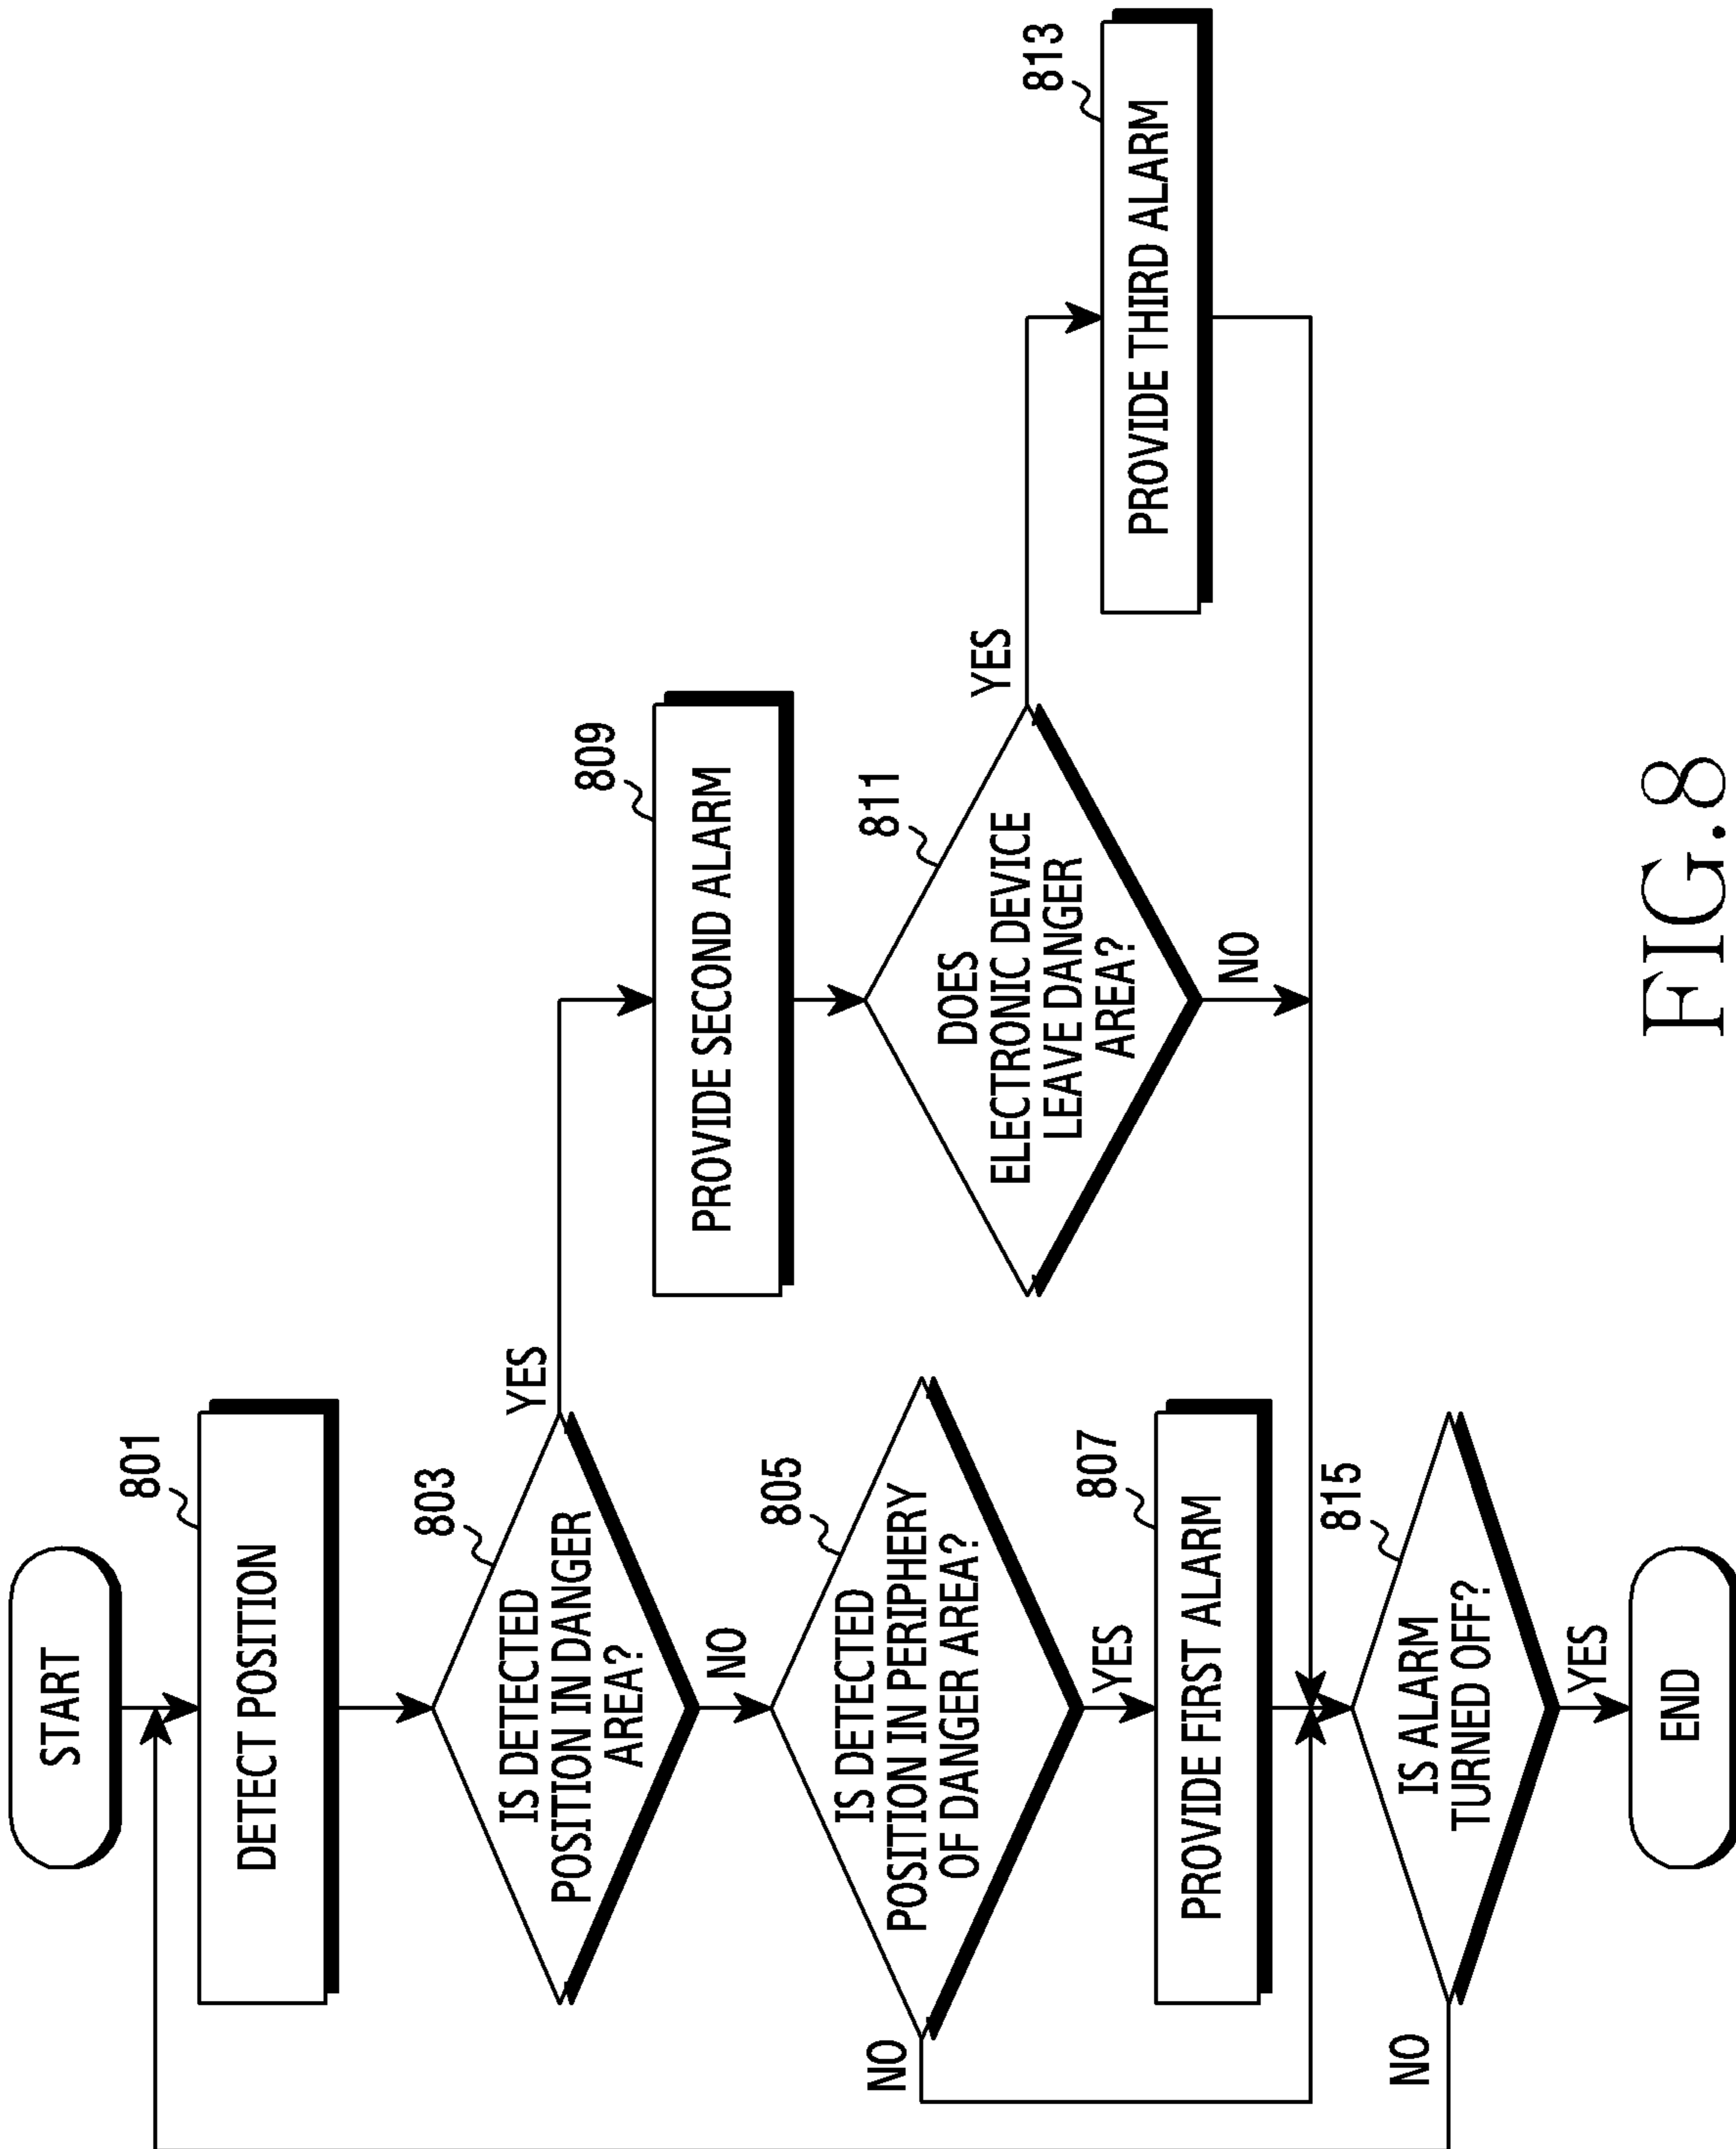 START
801
DETECT POSITION
803
IS DETECTED
POSITION IN DANGER
AREA?
YES
NO
805
IS DETECTED
POSITION IN PERIPHERY
OF DANGER AREA?
NO
YES
807
PROVIDE FIRST ALARM
809
PROVIDE SECOND ALARM
811
DOES
ELECTRONIC DEVICE
LEAVE DANGER
AREA?
YES
NO
813
PROVIDE THIRD ALARM
815
IS ALARM
TURNED OFF?
NO
YES
END
FIG.8